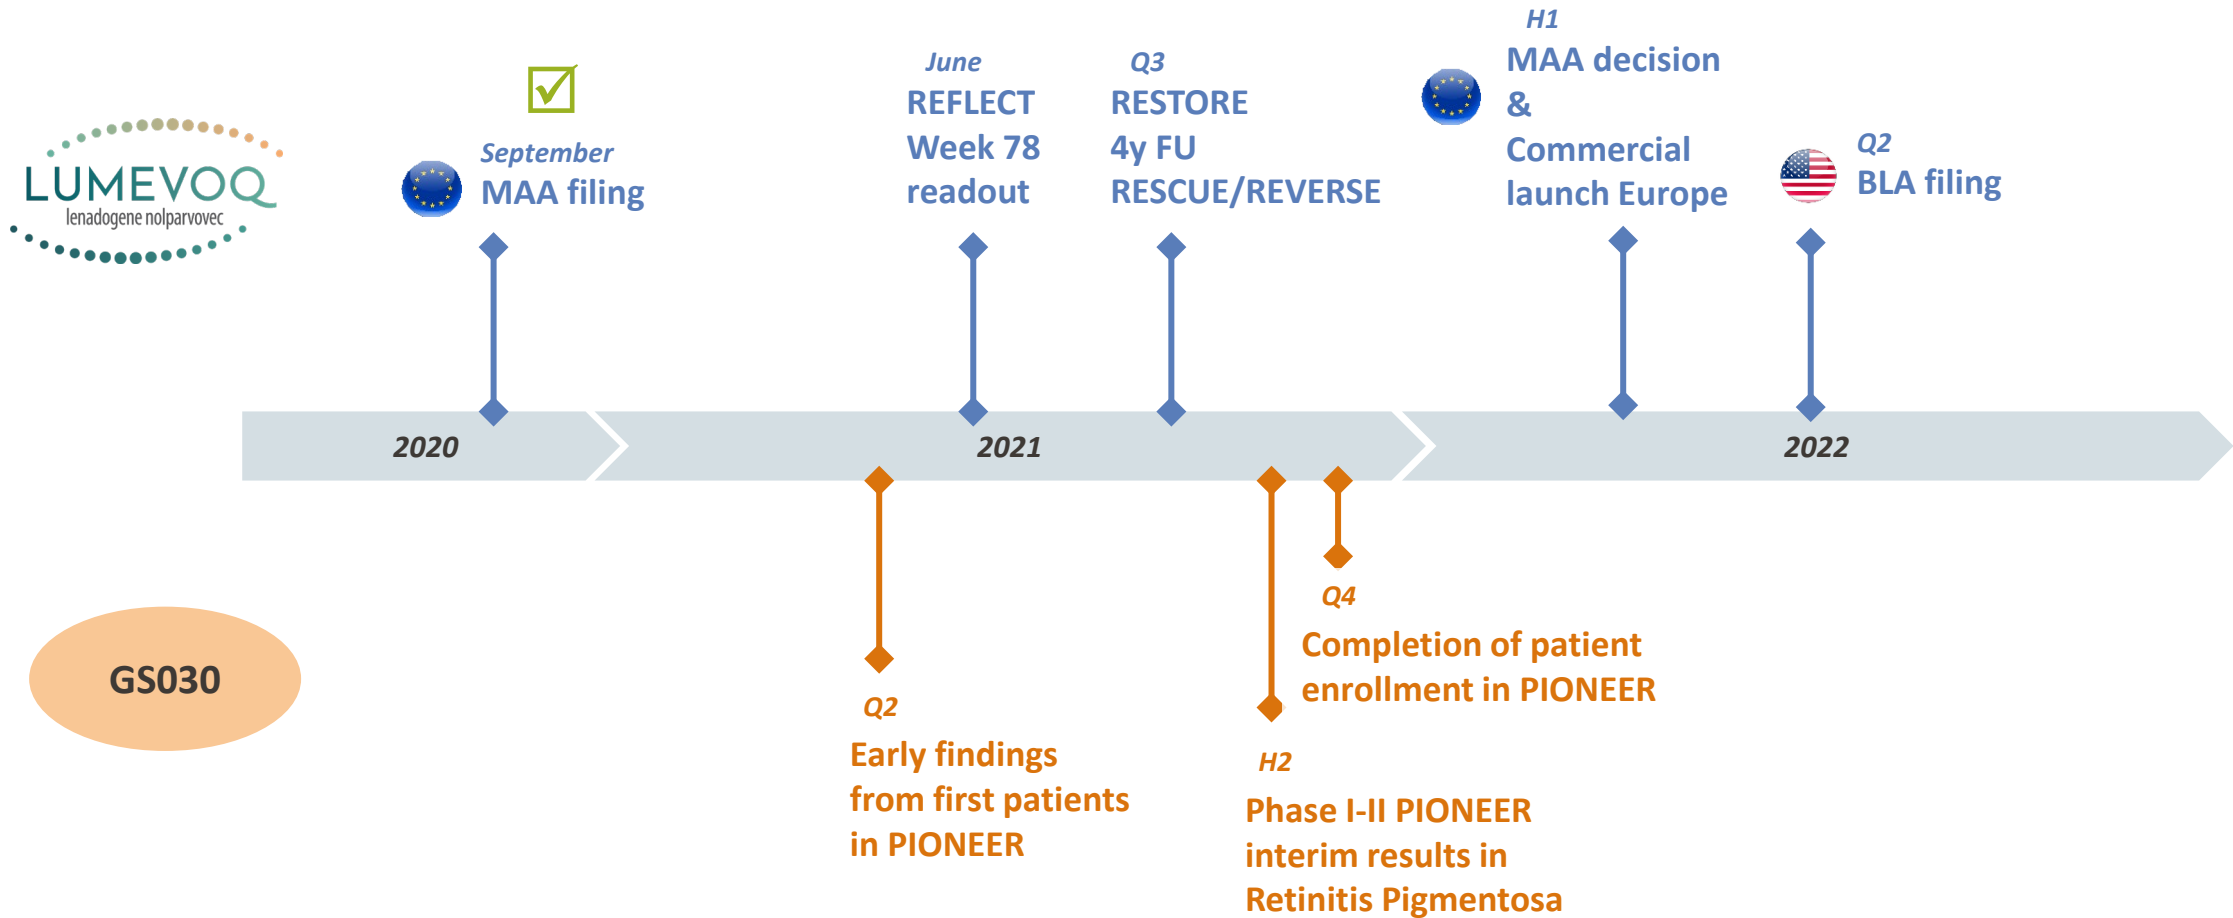 LUMEVOQ
lenadogene nolparvovec
September
MAA filing
June
REFLECT
Week 78
readout
Q3
RESTORE
4y FU
RESCUE/REVERSE
H1
MAA decision
&
Commercial
launch Europe
Q2
BLA filing
2020
2021
2022
GS030
Q2
Early findings
from first patients
in PIONEER
H2
Phase I-II PIONEER
interim results in
Retinitis Pigmentosa
Q4
Completion of patient
enrollment in PIONEER